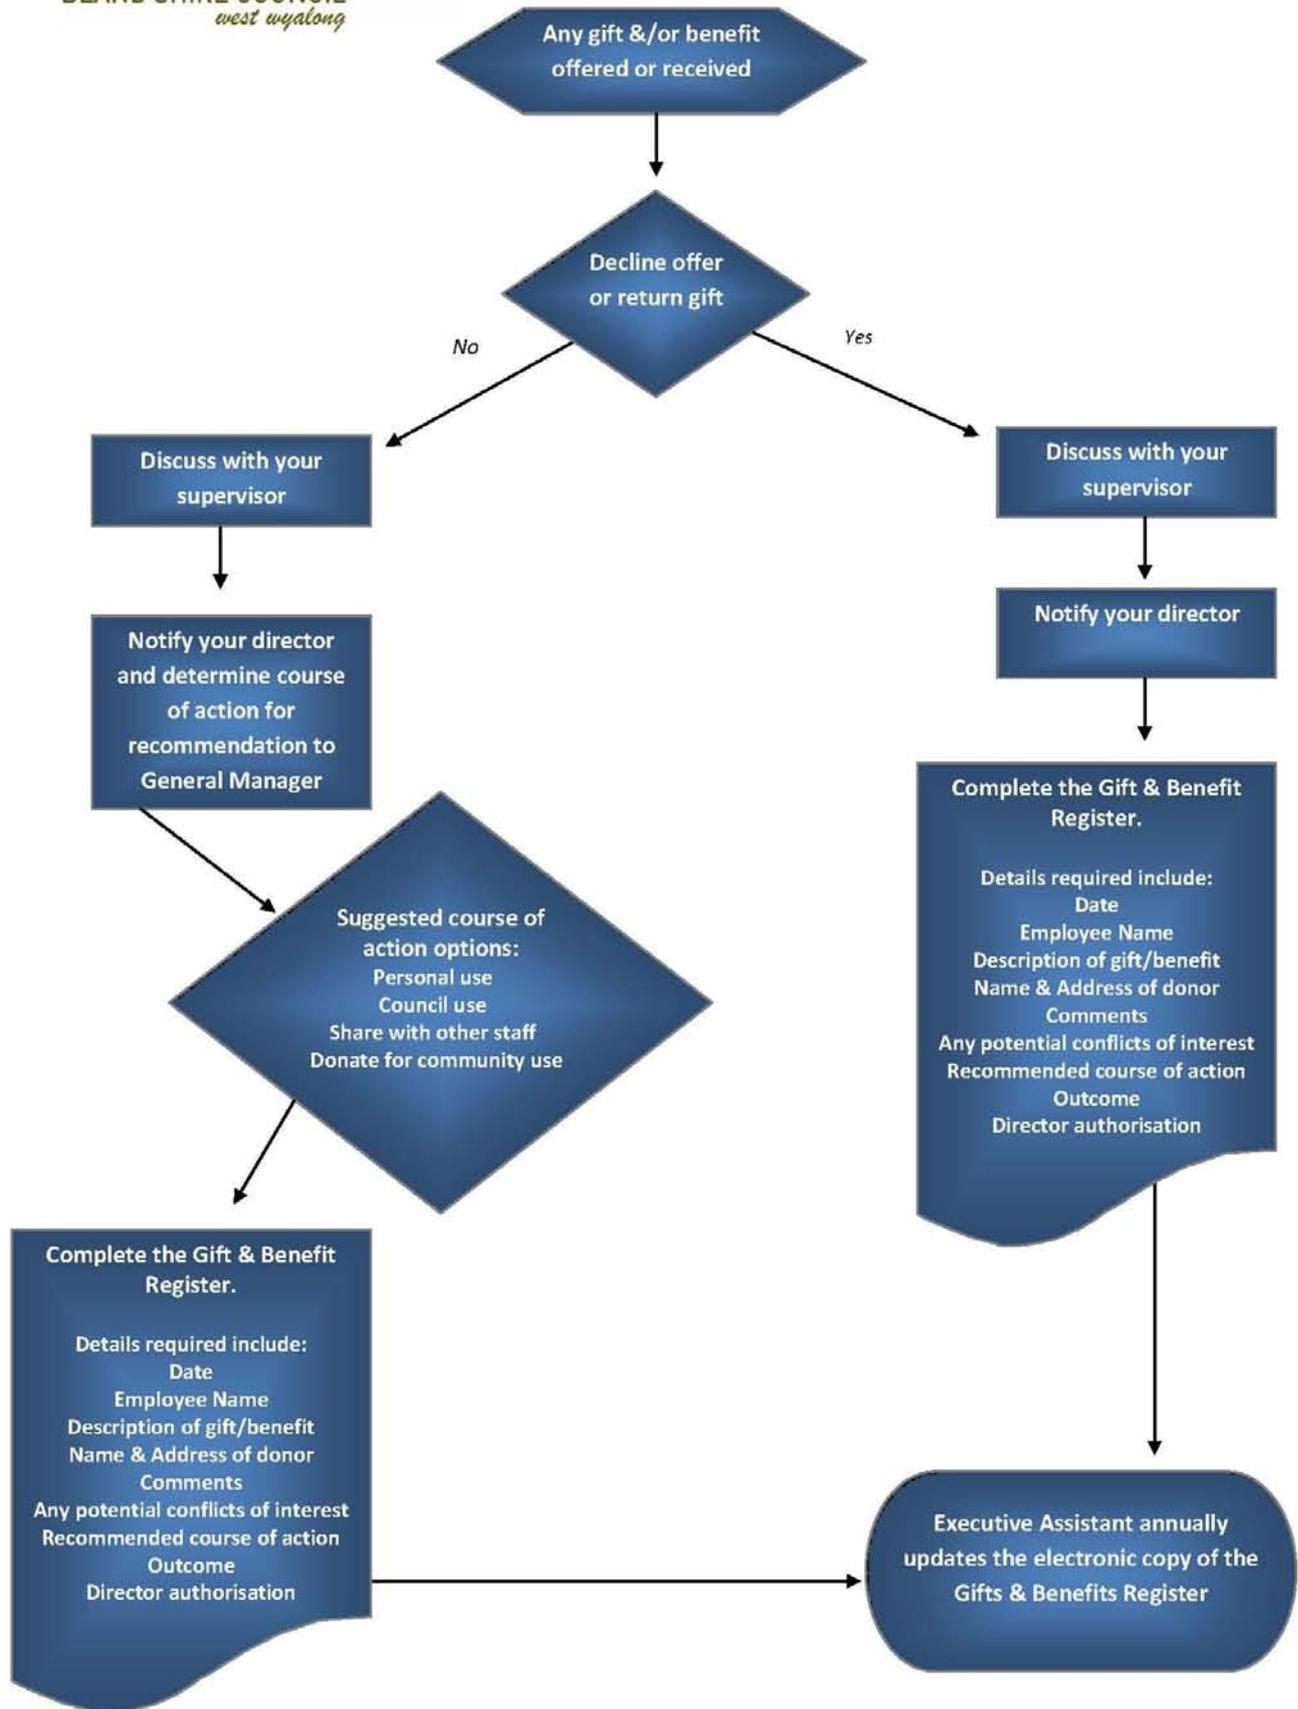 BLAND SHIRE COUNCIL
west wyalong
Any gift &/or benefit
offered or received
Decline offer
or return gift
No
Yes
Discuss with your
supervisor
Discuss with your
supervisor
Notify your director
Notify your director
and determine course
of action for
recommendation to
General Manager
Complete the Gift & Benefit
Register.
Details required include:
Date
Employee Name
Description of gift/benefit
Name & Address of donor
Comments
Any potential conflicts of interest
Recommended course of action
Outcome
Director authorisation
Suggested course of
action options:
Personal use
Council use
Share with other staff
Donate for community use
Complete the Gift & Benefit
Register.
Details required include:
Date
Employee Name
Description of gift/benefit
Name & Address of donor
Comments
Any potential conflicts of interest
Recommended course of action
Outcome
Director authorisation
Executive Assistant annually
updates the electronic copy of the
Gifts & Benefits Register